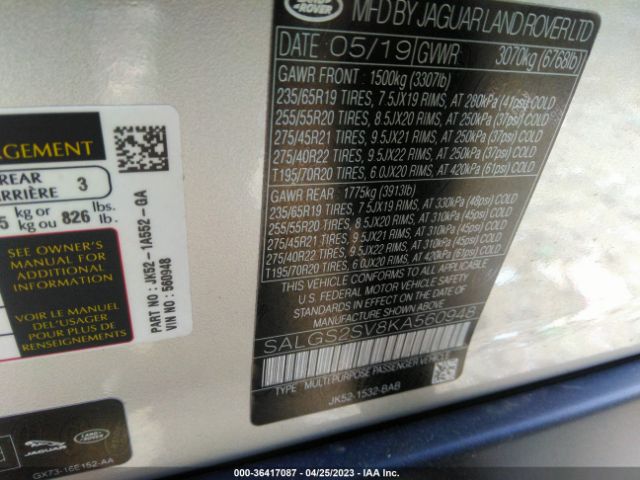 LAND ROVER
MFD BY JAGUAR LAND ROVER LTD
DATE 05/19 GVWR 3070kg (6768lb)
GAWR FRONT 1500kg (3307lb)
235/65R19 TIRES, 7.5JX19 RIMS, AT 280kPa (41psi) COLD
255/55R20 TIRES, 8.5JX20 RIMS, AT 250kPa (37psi) COLD
275/45R21 TIRES, 9.5JX21 RIMS, AT 250kPa (37psi) COLD
275/40R22 TIRES, 9.5JX22 RIMS, AT 250kPa (37psi) COLD
T195/70R20 TIRES, 6.0JX20 RIMS, AT 420kPa (61psi) COLD
GAWR REAR 1775kg (3913lb)
235/65R19 TIRES, 7.5JX19 RIMS, AT 330kPa (48psi) COLD
255/55R20 TIRES, 8.5JX20 RIMS, AT 310kPa (45psi) COLD
275/45R21 TIRES, 9.5JX21 RIMS, AT 310kPa (45psi) COLD
275/40R22 TIRES, 9.5JX22 RIMS, AT 310kPa (45psi) COLD
T195/70R20 TIRES, 6.0JX20 RIMS, AT 420kPa (61psi) COLD
THIS VEHICLE CONFORMS TO ALL APPLICABLE
U.S. FEDERAL MOTOR VEHICLE SAFETY
STANDARDS IN EFFECT ON THE DATE OF
MANUFACTURE SHOWN ABOVE
SALGS2SV8KA560948
TYPE MULTI-PURPOSE PASSENGER VEHICLE
JK52-1532-BAB
REAR 3
ARRIÈRE
5 kg or 826 lbs.
kg ou lb.
SEE OWNER'S
MANUAL FOR
ADDITIONAL
INFORMATION
VOIR LE MANUEL
DE L'USAGER
POUR PLUS DE
RENSEIGNEMENTS
PART NO : JK52-1A552-GA
VIN NO : 560948
JAGUAR
LAND ROVER
GX73-16E152-AA
000-36417087 - 04/25/2023 - IAA Inc.